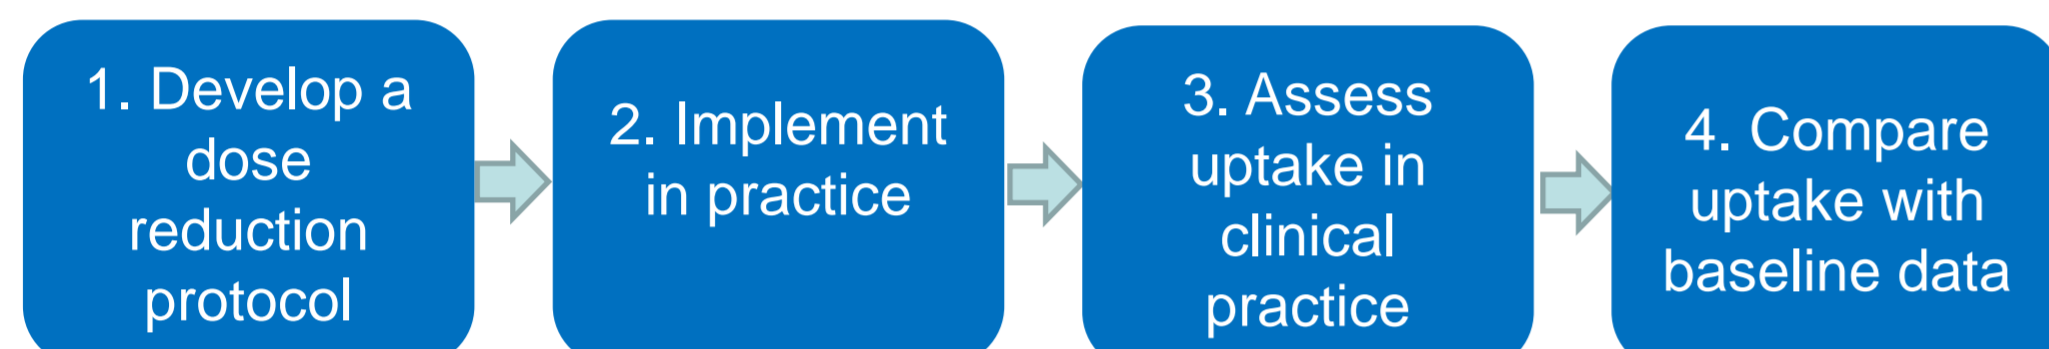 1. Develop a
dose
reduction
protocol
2. Implement
in practice
3. Assess
uptake in
clinical
practice
4. Compare
uptake with
baseline data